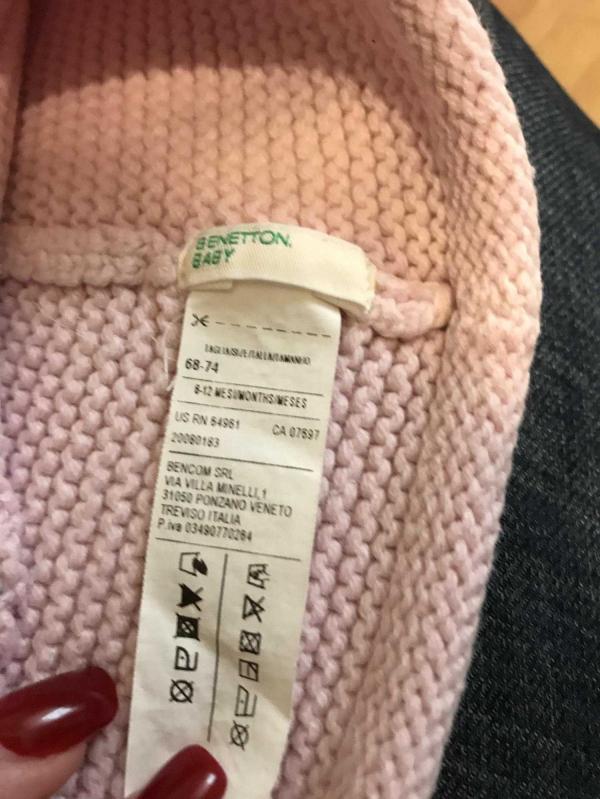 BENETTON
BABY
68-74
6-12 MESI/MONTHS/MESES
US RN 64961 CA 07697
20080183
BENCOM SRL
VIA VILLA MINELLI,1
31050 PONZANO VENETO
TREVISO ITALIA
P.iva 03490770264